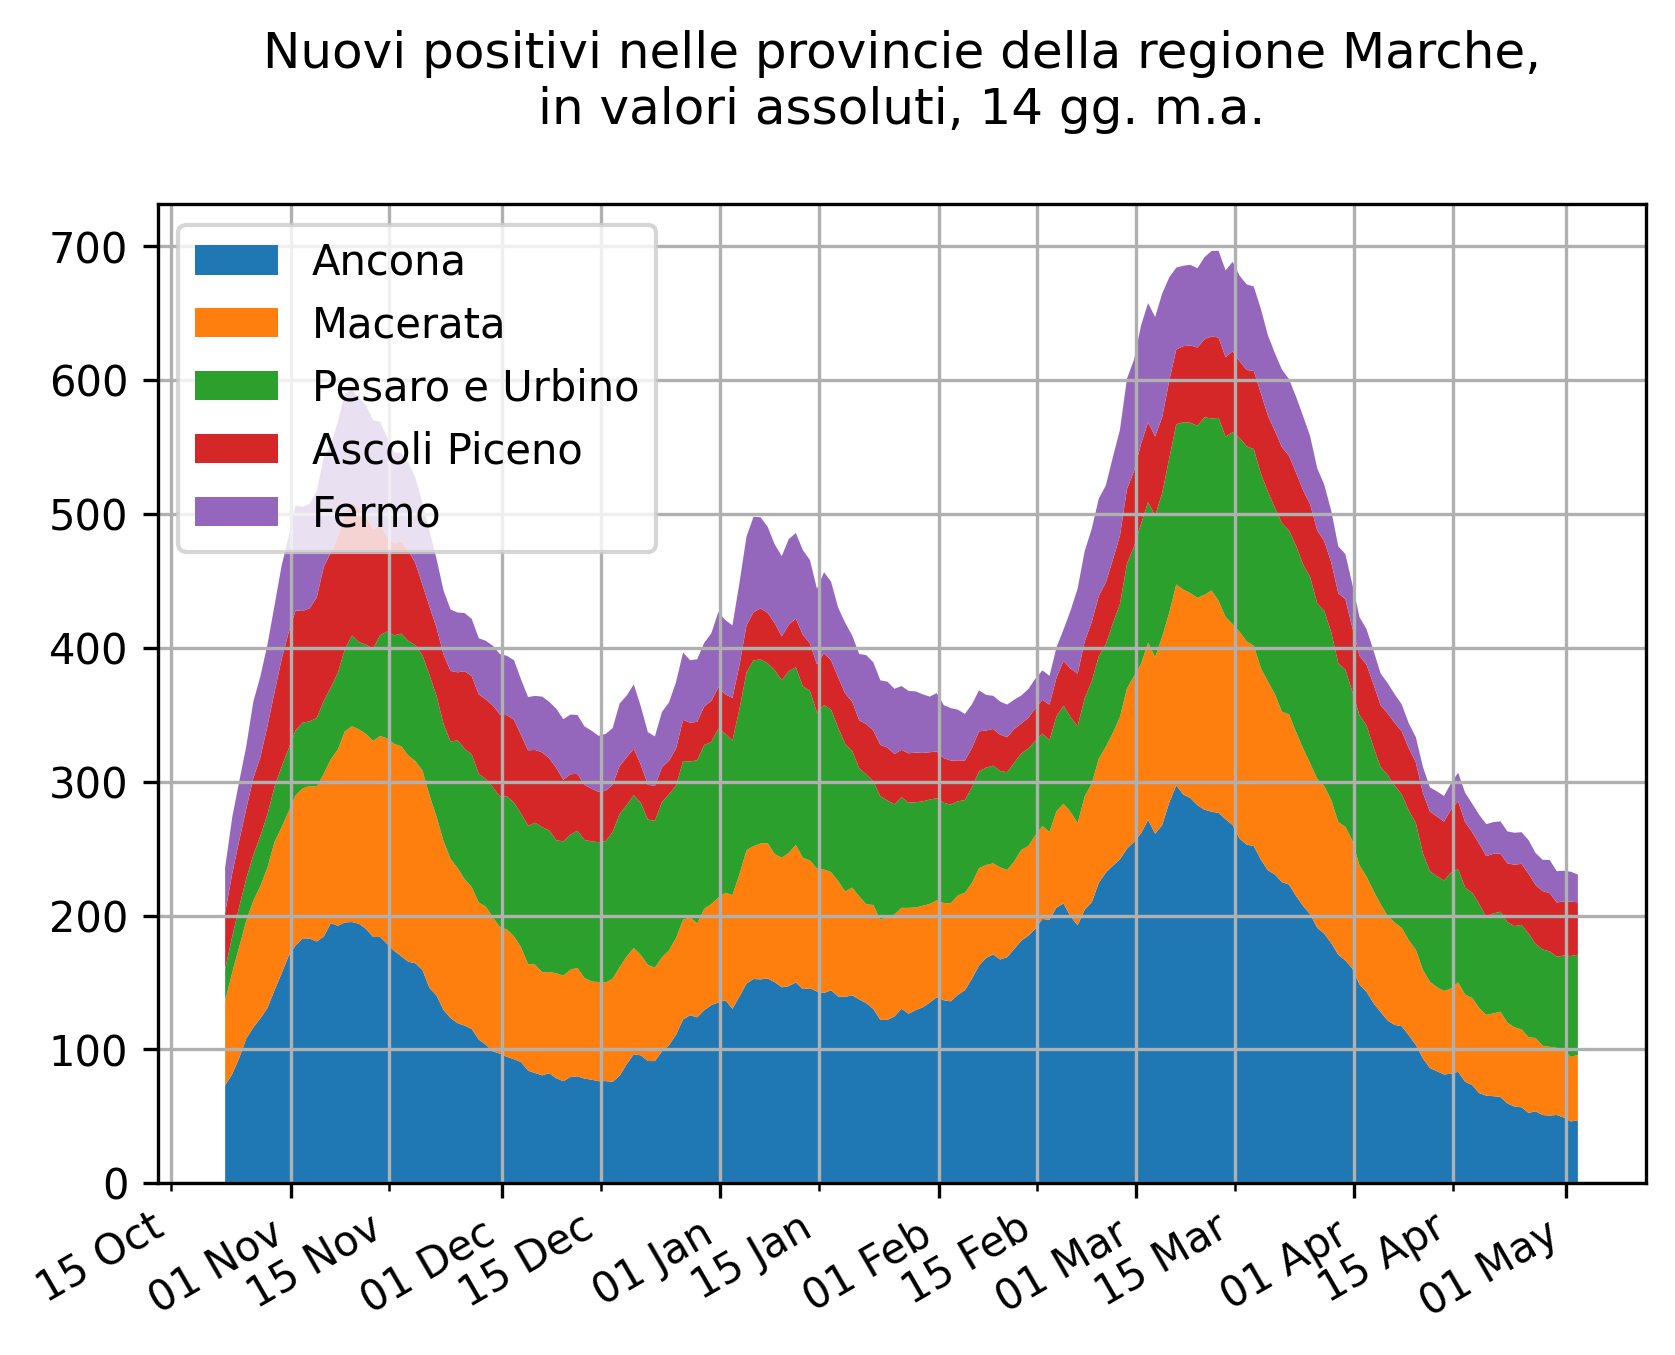 Nuovi positivi nelle provincie della regione Marche,
in valori assoluti, 14 gg. m.a.
700
600
500
400
300
200
100
0
Ancona
Macerata
Pesaro e Urbino
Ascoli Piceno
Fermo
15 Oct
01 Nov
15 Nov
01 Dec
15 Dec
01 Jan
15 Jan
01 Feb
15 Feb
01 Mar
15 Mar
01 Apr
15 Apr
01 May